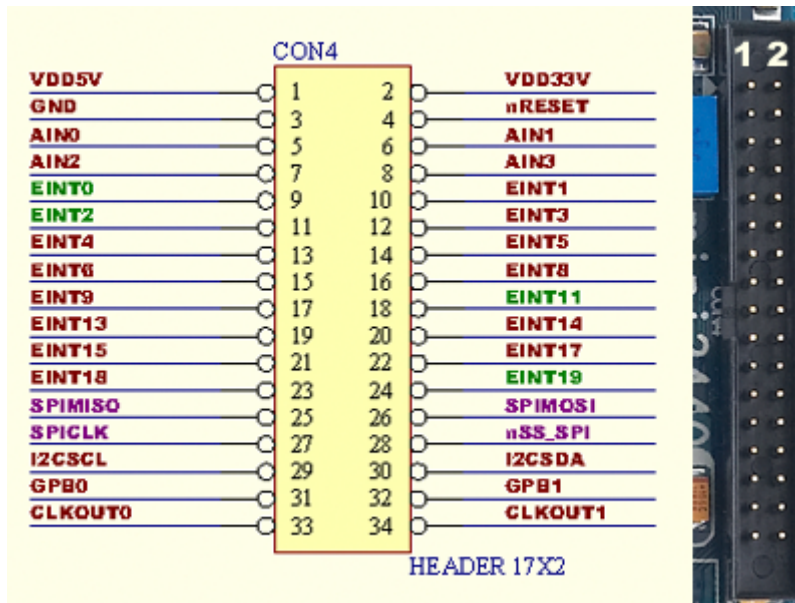 CON4
VDD5V 1 2 VDD33V
GND 3 4 nRESET
AIN0 5 6 AIN1
AIN2 7 8 AIN3
EINT0 9 10 EINT1
EINT2 11 12 EINT3
EINT4 13 14 EINT5
EINT6 15 16 EINT8
EINT9 17 18 EINT11
EINT13 19 20 EINT14
EINT15 21 22 EINT17
EINT18 23 24 EINT19
SPIMISO 25 26 SPIMOSI
SPICLK 27 28 nSS_SPI
I2CSCL 29 30 I2CSDA
GPB0 31 32 GPB1
CLKOUT0 33 34 CLKOUT1
HEADER 17X2
1 2
mini2440